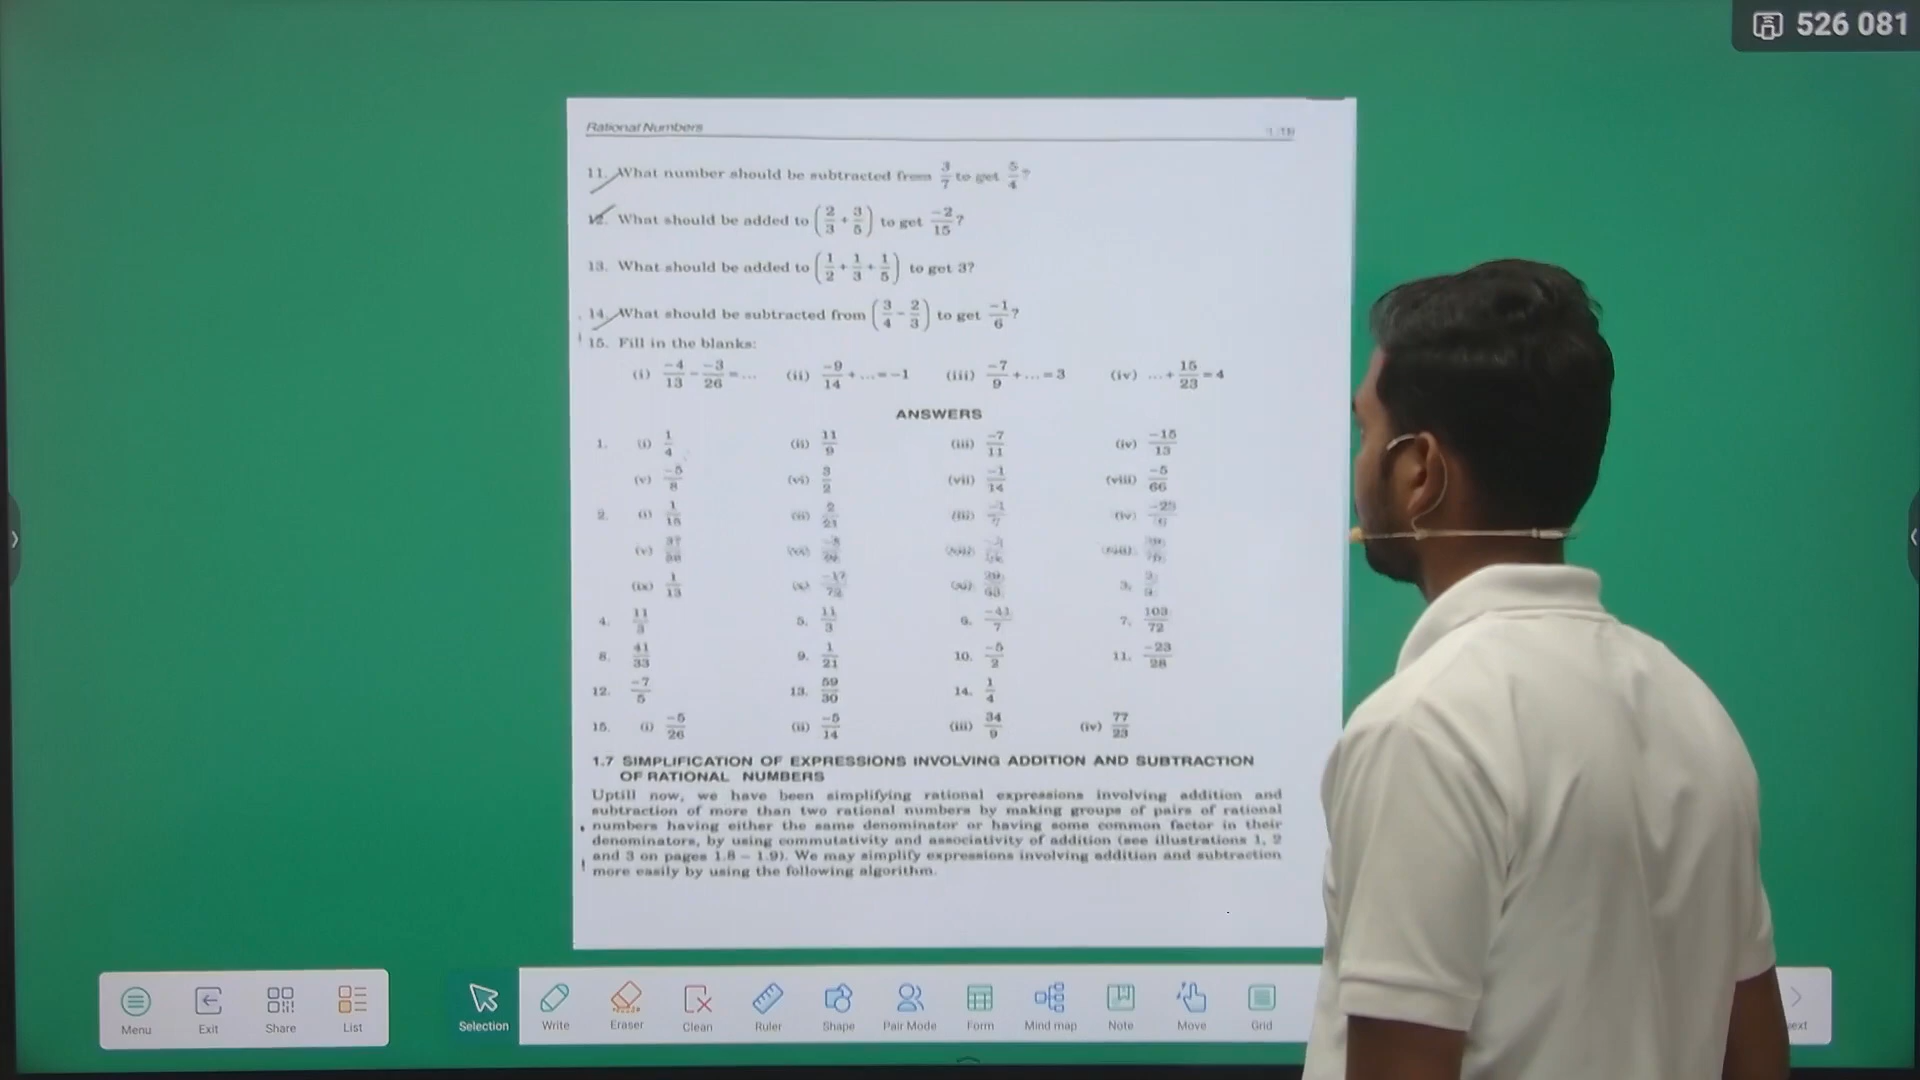 526 081
Rational Numbers
11. What number should be subtracted from 3/7 to get 5/4?
12. What should be added to (2/3 + 3/5) to get -2/15?
13. What should be added to (1/2 + 1/3 + 1/5) to get 3?
14. What should be subtracted from (3/4 - 2/3) to get -1/6?
15. Fill in the blanks:
(i) -4/13 - -3/26 = ... (ii) -9/14 + ... = -1 (iii) -7/9 + ... = 3 (iv) ... + 15/23 = 4
ANSWERS
1. (i) 1/4 (ii) 11/9 (iii) -7/11 (iv) -15/13
(v) -5/8 (vi) 3/2 (vii) -1/14 (viii) -5/66
2. (i) 1/15 (ii) 2/21 (iii) -1/7 (iv)
(v)
(ix) 1/13 (x) -17/72 (xi) 3.
4. 11/3 5. 11/3 6. -41/7 7. 103/72
8. 41/33 9. 1/21 10. -5/2 11. -23/28
12. -7/5 13. 59/30 14. 1/4
15. (i) -5/26 (ii) -5/14 (iii) 34/9 (iv) 77/23
1.7 SIMPLIFICATION OF EXPRESSIONS INVOLVING ADDITION AND SUBTRACTION
OF RATIONAL NUMBERS
Uptill now, we have been simplifying rational expressions involving addition and
subtraction of more than two rational numbers by making groups of pairs of rational
numbers having either the same denominator or having some common factor in their
denominators, by using commutativity and associativity of addition (see illustrations 1, 2
and 3 on pages 1.8 – 1.9). We may simplify expressions involving addition and subtraction
more easily by using the following algorithm.
Menu Exit Share List Selection Write Eraser Clean Ruler Shape Pair Mode Form Mind map Note Move Grid